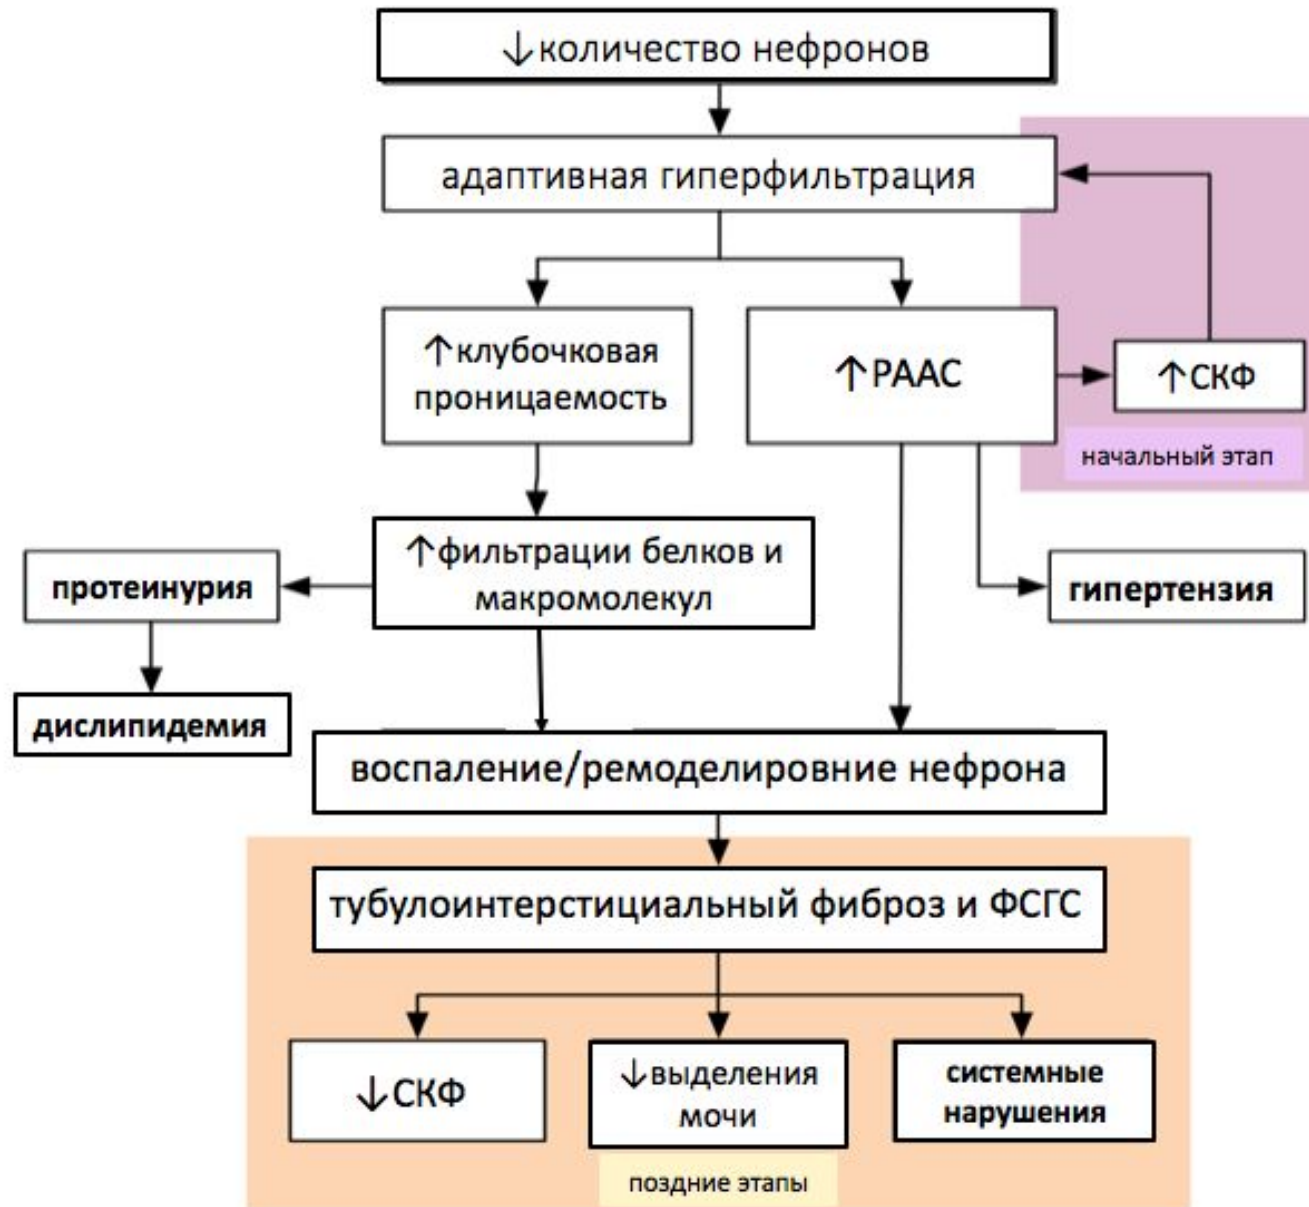 ↓количество нефронов
адаптивная гиперфильтрация
↑клубочковая
проницаемость
↑РААС
↑СКФ
начальный этап
↑фильтрации белков и
макромолекул
протеинурия
гипертензия
дислипидемия
воспаление/ремоделировние нефрона
тубулоинтерстициальный фиброз и ФСГС
↓СКФ
↓выделения
мочи
системные
нарушения
поздние этапы